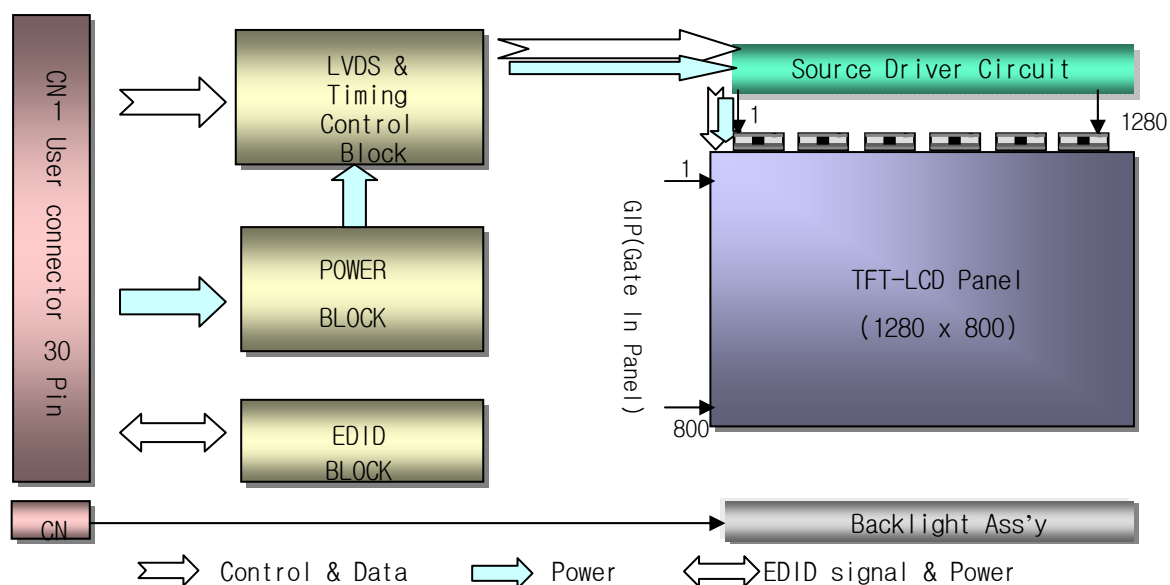 CN-1 User connector 30 Pin
LVDS &
Timing
Control
Block
Source Driver Circuit
1
1280
1
GIP(Gate In Panel)
POWER
BLOCK
TFT-LCD Panel
(1280 x 800)
800
EDID
BLOCK
CN
Backlight Ass'y
Control & Data
Power
EDID signal & Power